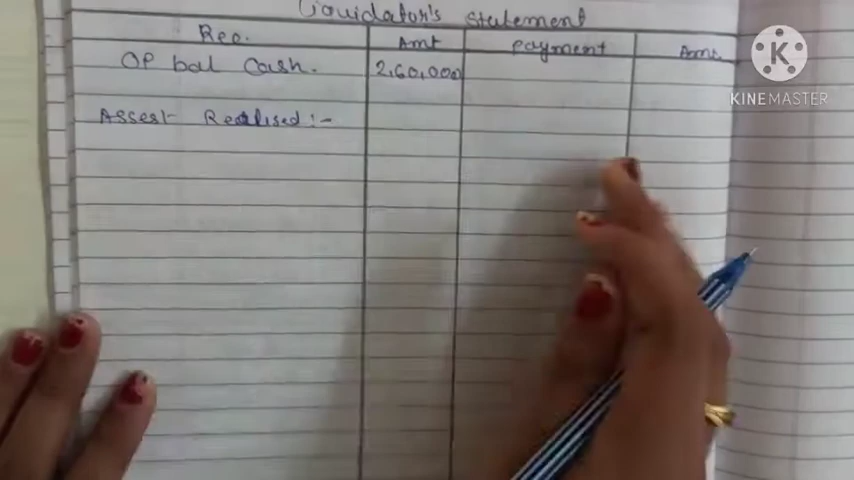 Liquidator's statement
Rec. Amt payment Amt.
OP bal Cash. 2,60,000
Assest Realised :-
KINEMASTER